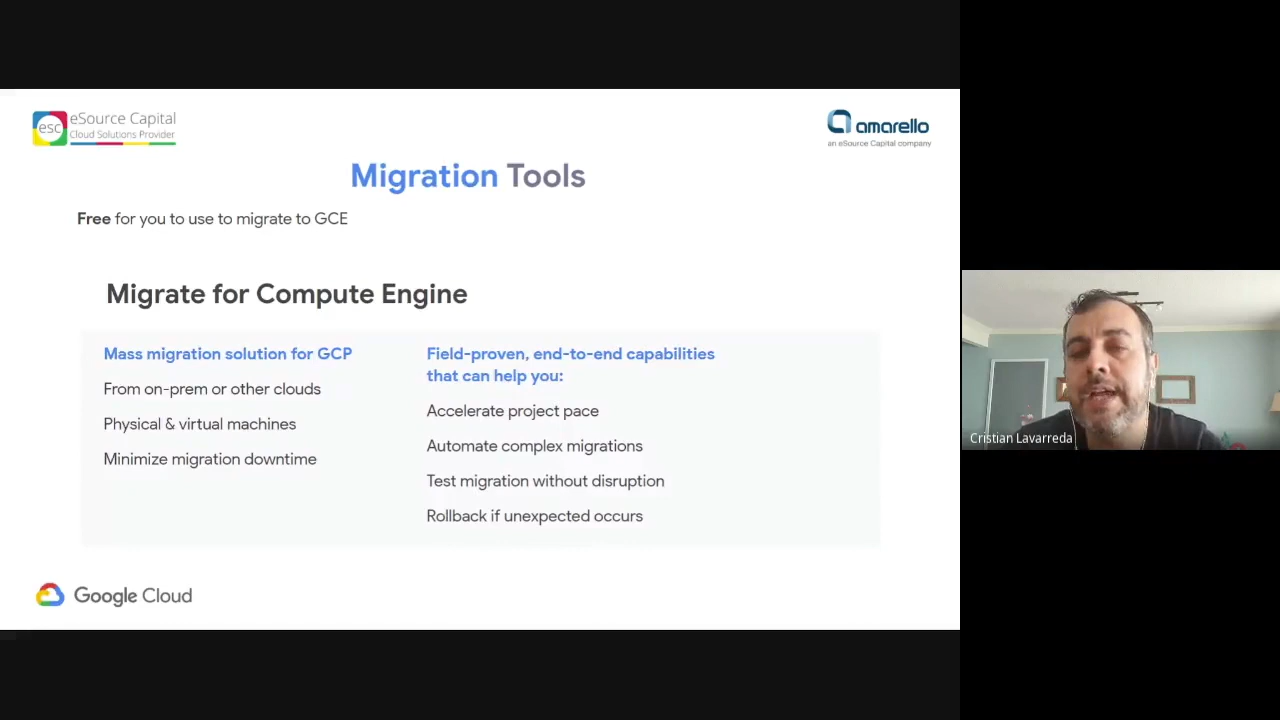 esc
eSource Capital
Cloud Solutions Provider
amarello
an eSource Capital company
Migration Tools
Free for you to use to migrate to GCE
Migrate for Compute Engine
Mass migration solution for GCP
From on-prem or other clouds
Physical & virtual machines
Minimize migration downtime
Field-proven, end-to-end capabilities
that can help you:
Accelerate project pace
Automate complex migrations
Test migration without disruption
Rollback if unexpected occurs
Cristian Lavarreda
Google Cloud